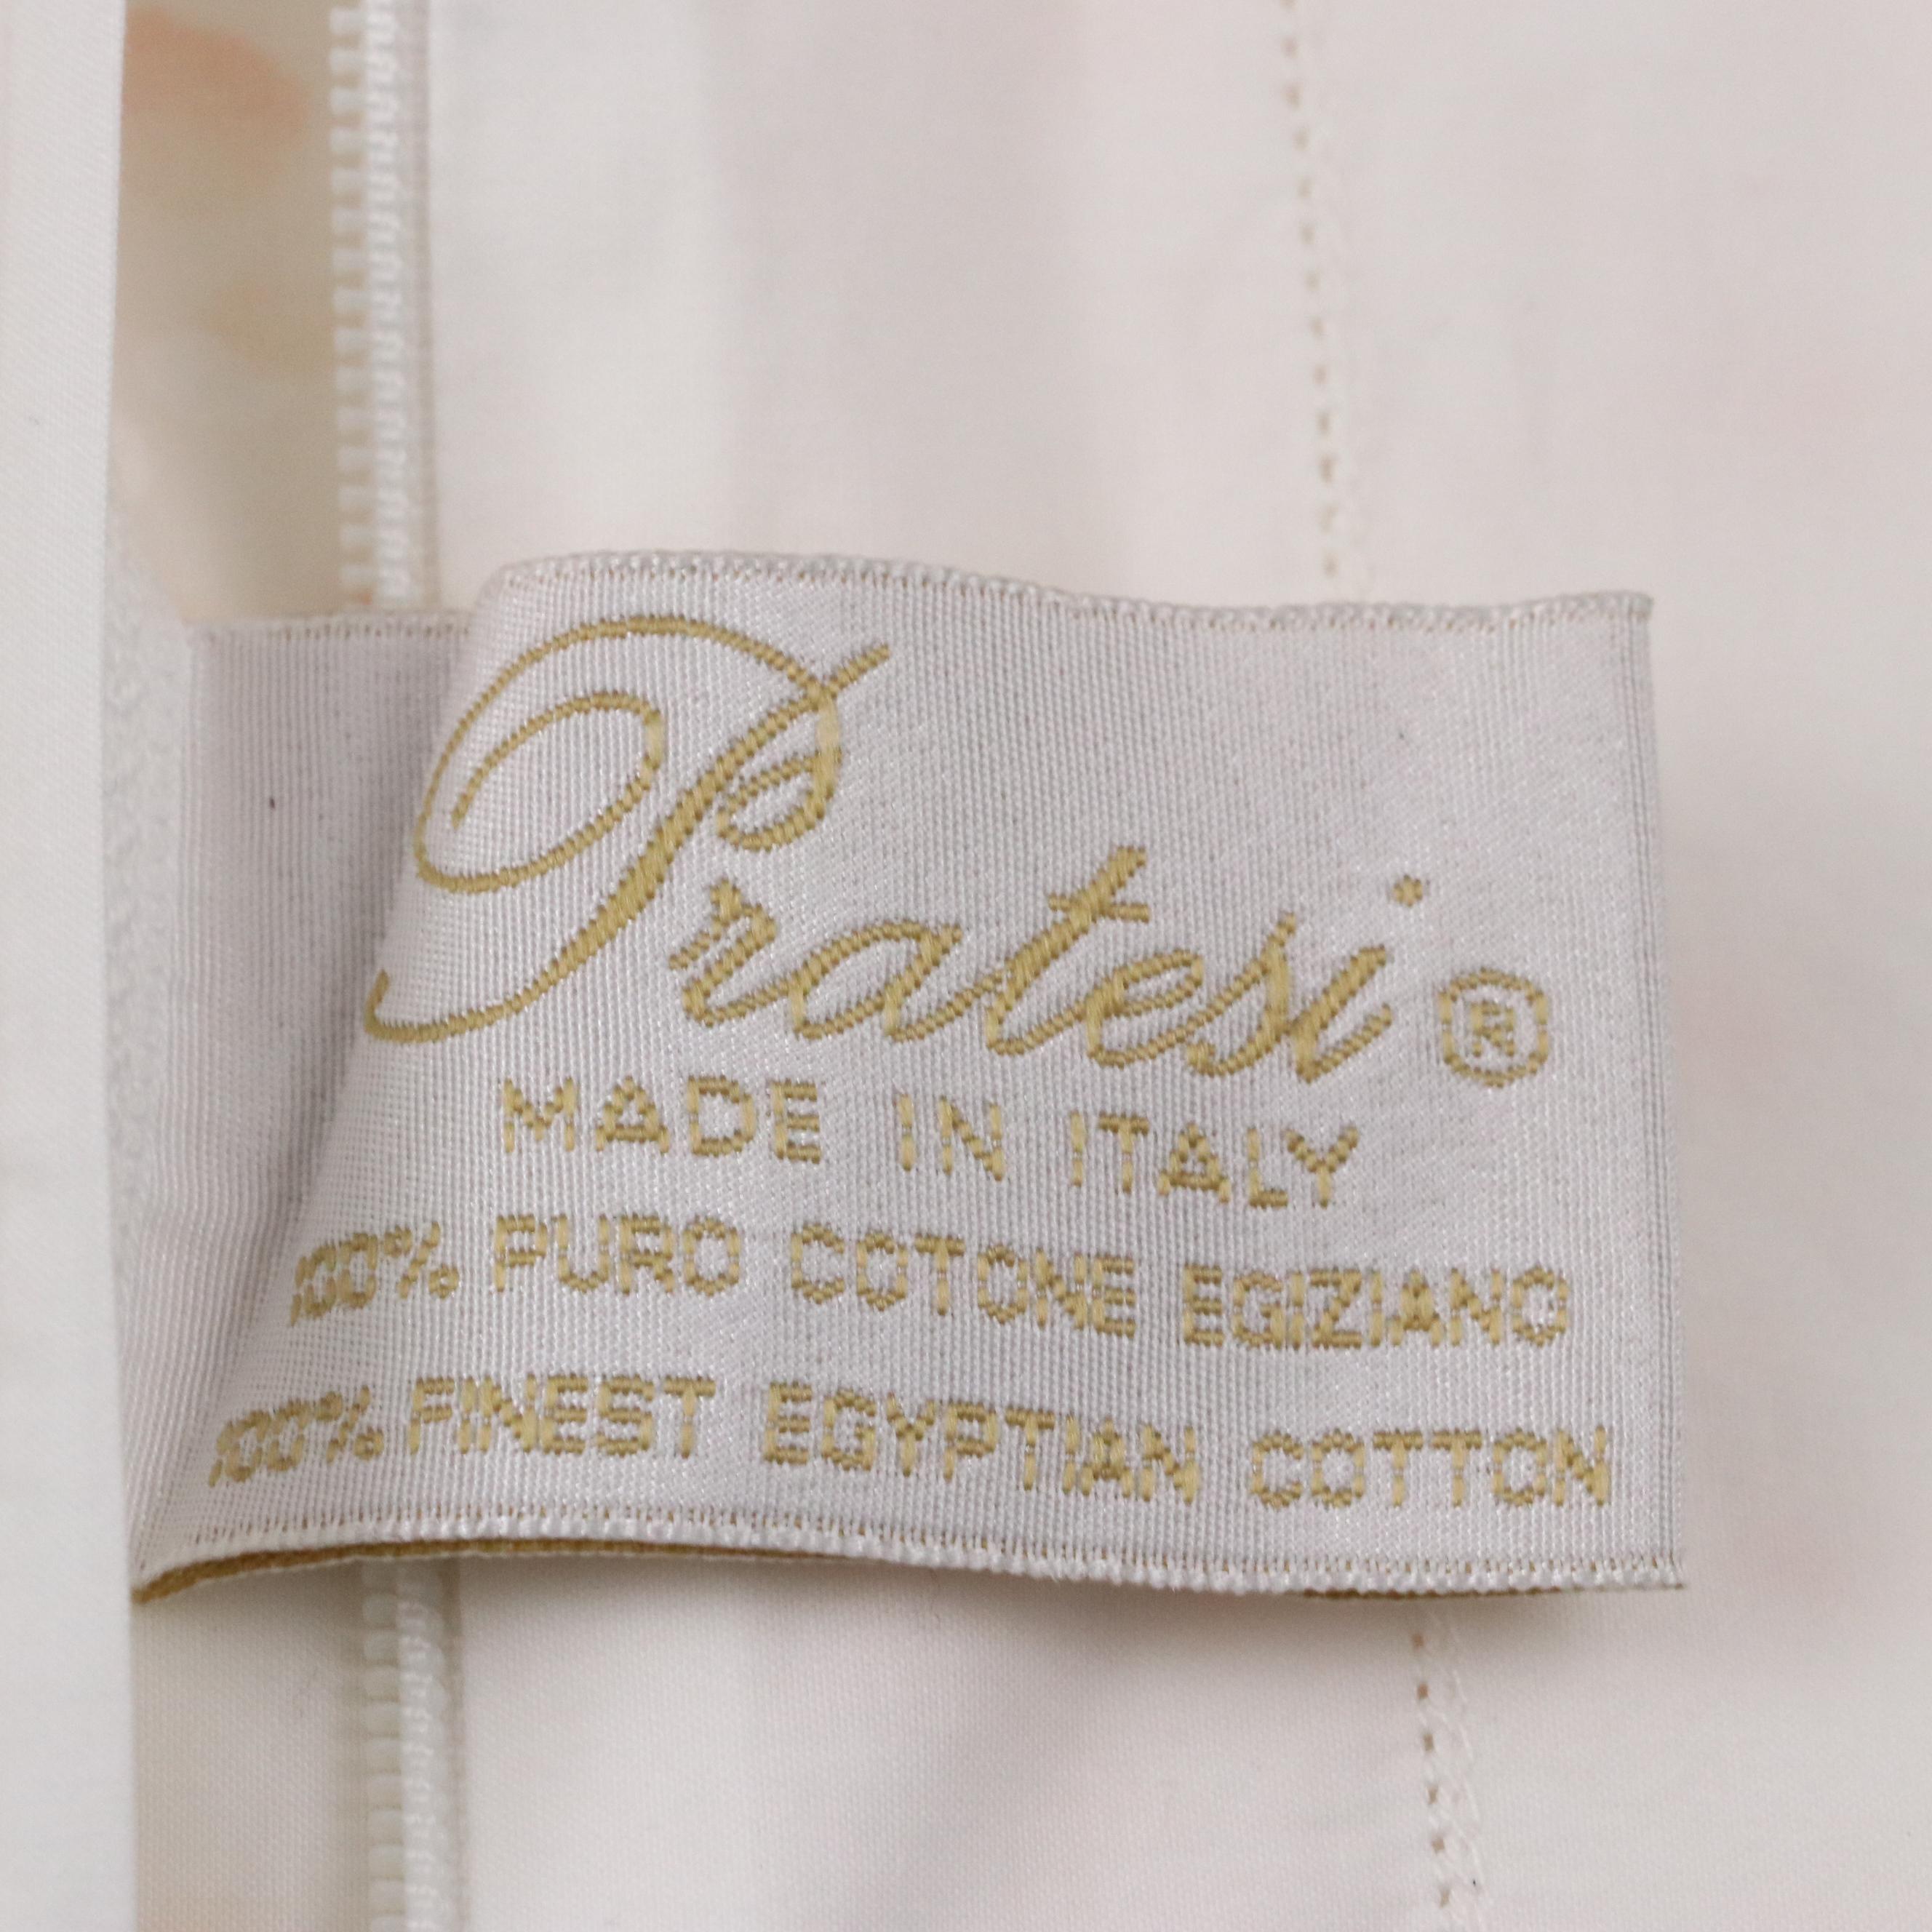 Pratesi ®
MADE IN ITALY
100% PURO COTONE EGIZIANO
100% FINEST EGYPTIAN COTTON